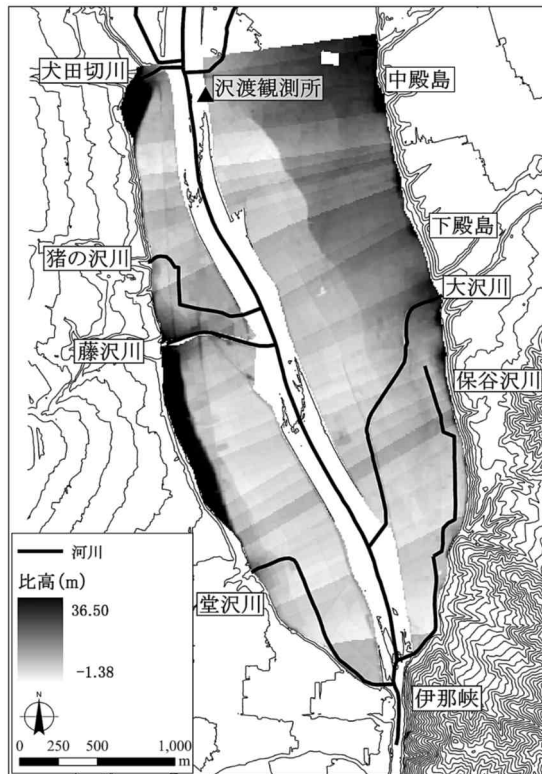 犬田切川
沢渡観測所
中殿島
下殿島
猪の沢川
大沢川
藤沢川
保谷沢川
河川
比高(m)
36.50
-1.38
堂沢川
伊那峡
N
0 250 500 1,000
m